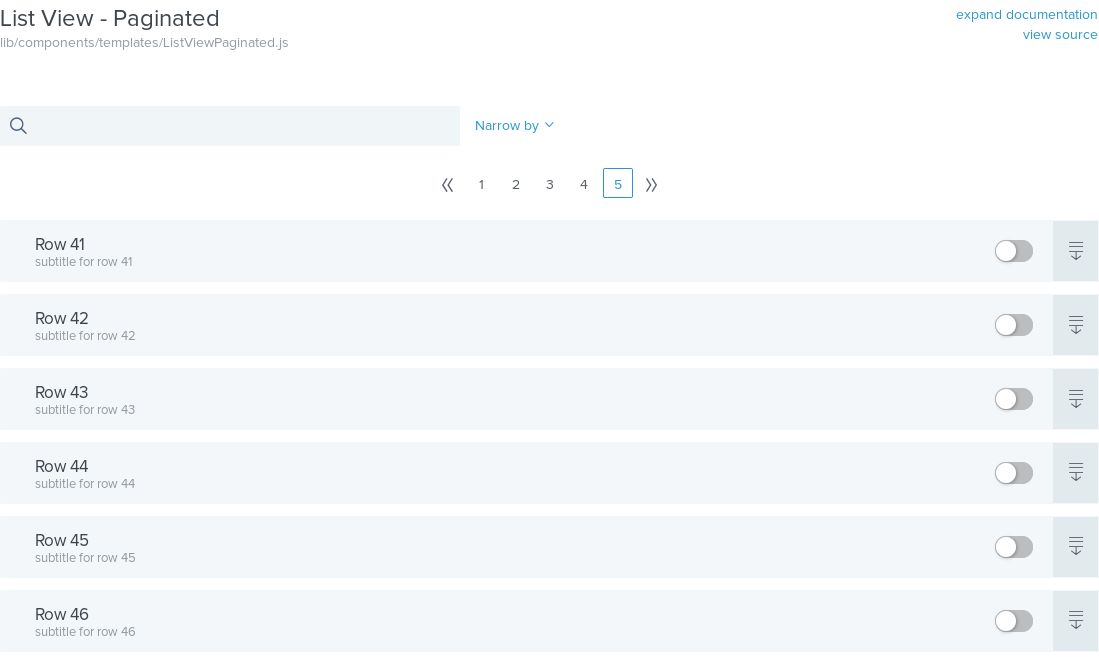 List View - Paginated
lib/components/templates/ListViewPaginated.js
expand documentation
view source
Narrow by
1 2 3 4 5
Row 41
subtitle for row 41
Row 42
subtitle for row 42
Row 43
subtitle for row 43
Row 44
subtitle for row 44
Row 45
subtitle for row 45
Row 46
subtitle for row 46